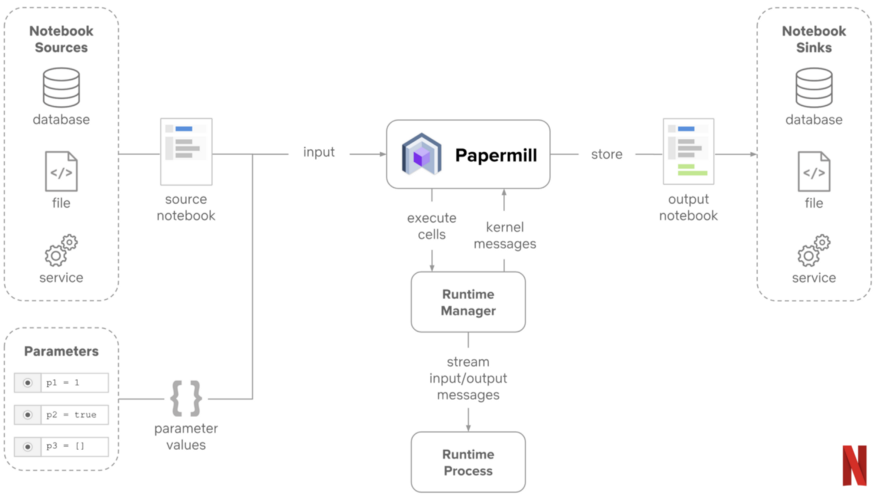 Notebook
Sources
database
</>
file
service
source
notebook
Parameters
p1 = 1
p2 = true
p3 = []
{ }
parameter
values
input
Papermill
execute
cells
kernel
messages
Runtime
Manager
stream
input/output
messages
Runtime
Process
store
output
notebook
Notebook
Sinks
database
</>
file
service
N